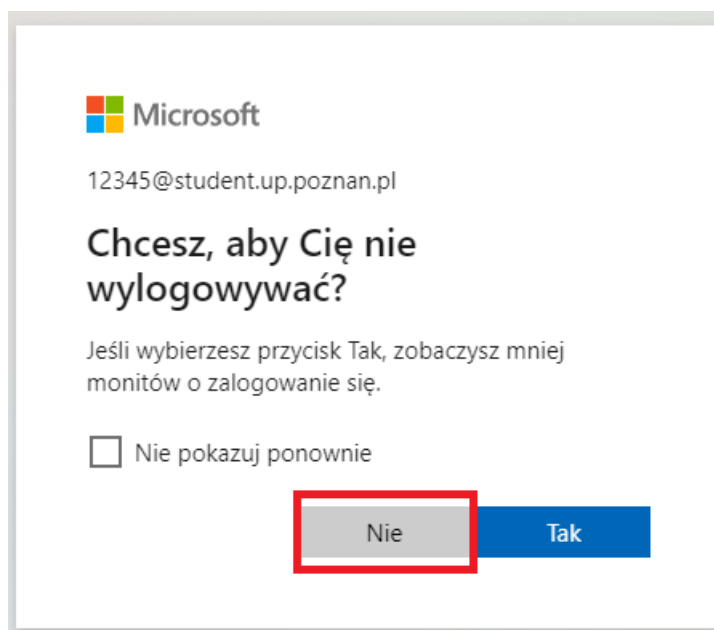 Microsoft
12345@student.up.poznan.pl
Chcesz, aby Cię nie
wylogowywać?
Jeśli wybierzesz przycisk Tak, zobaczysz mniej
monitów o zalogowanie się.
Nie pokazuj ponownie
Nie Tak